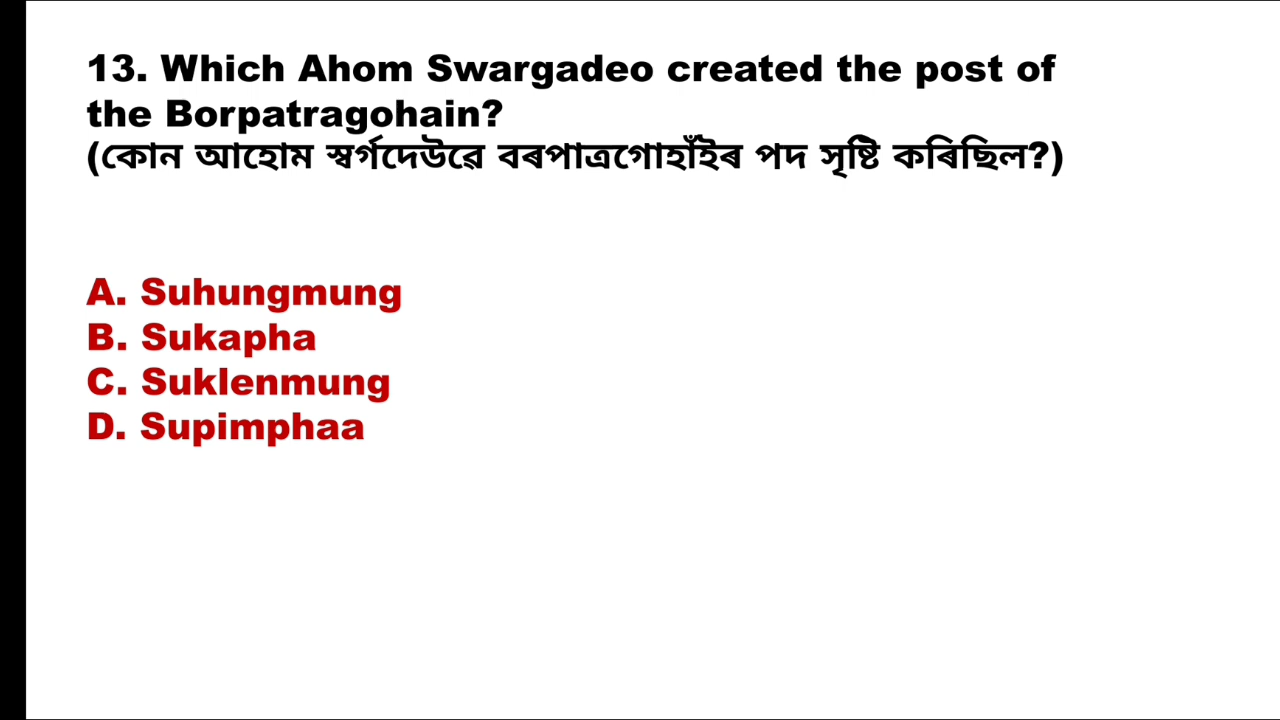 13. Which Ahom Swargadeo created the post of
the Borpatragohain?
(কোন আহোম স্বৰ্গদেউৱে বৰপাত্ৰগোহাঁইৰ পদ সৃষ্টি কৰিছিল?)
A. Suhungmung
B. Sukapha
C. Suklenmung
D. Supimphaa